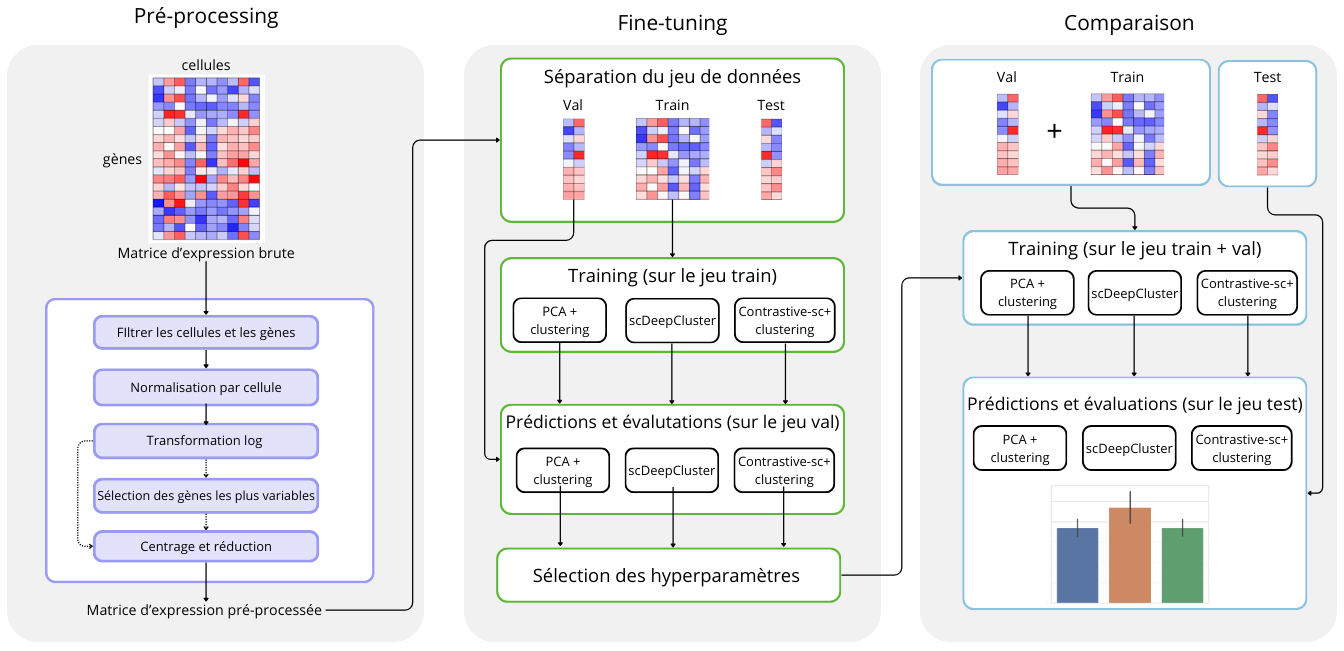 Pré-processing
cellules
gènes
Matrice d'expression brute
FIltrer les cellules et les gènes
Normalisation par cellule
Transformation log
Sélection des gènes les plus variables
Centrage et réduction
Matrice d'expression pré-processée
Fine-tuning
Séparation du jeu de données
Val
Train
Test
Training (sur le jeu train)
PCA +
clustering
scDeepCluster
Contrastive-sc+
clustering
Prédictions et évalutations (sur le jeu val)
PCA +
clustering
scDeepCluster
Contrastive-sc+
clustering
Sélection des hyperparamètres
Comparaison
Val
+
Train
Test
Training (sur le jeu train + val)
PCA +
clustering
scDeepCluster
Contrastive-sc+
clustering
Prédictions et évaluations (sur le jeu test)
PCA +
clustering
scDeepCluster
Contrastive-sc+
clustering